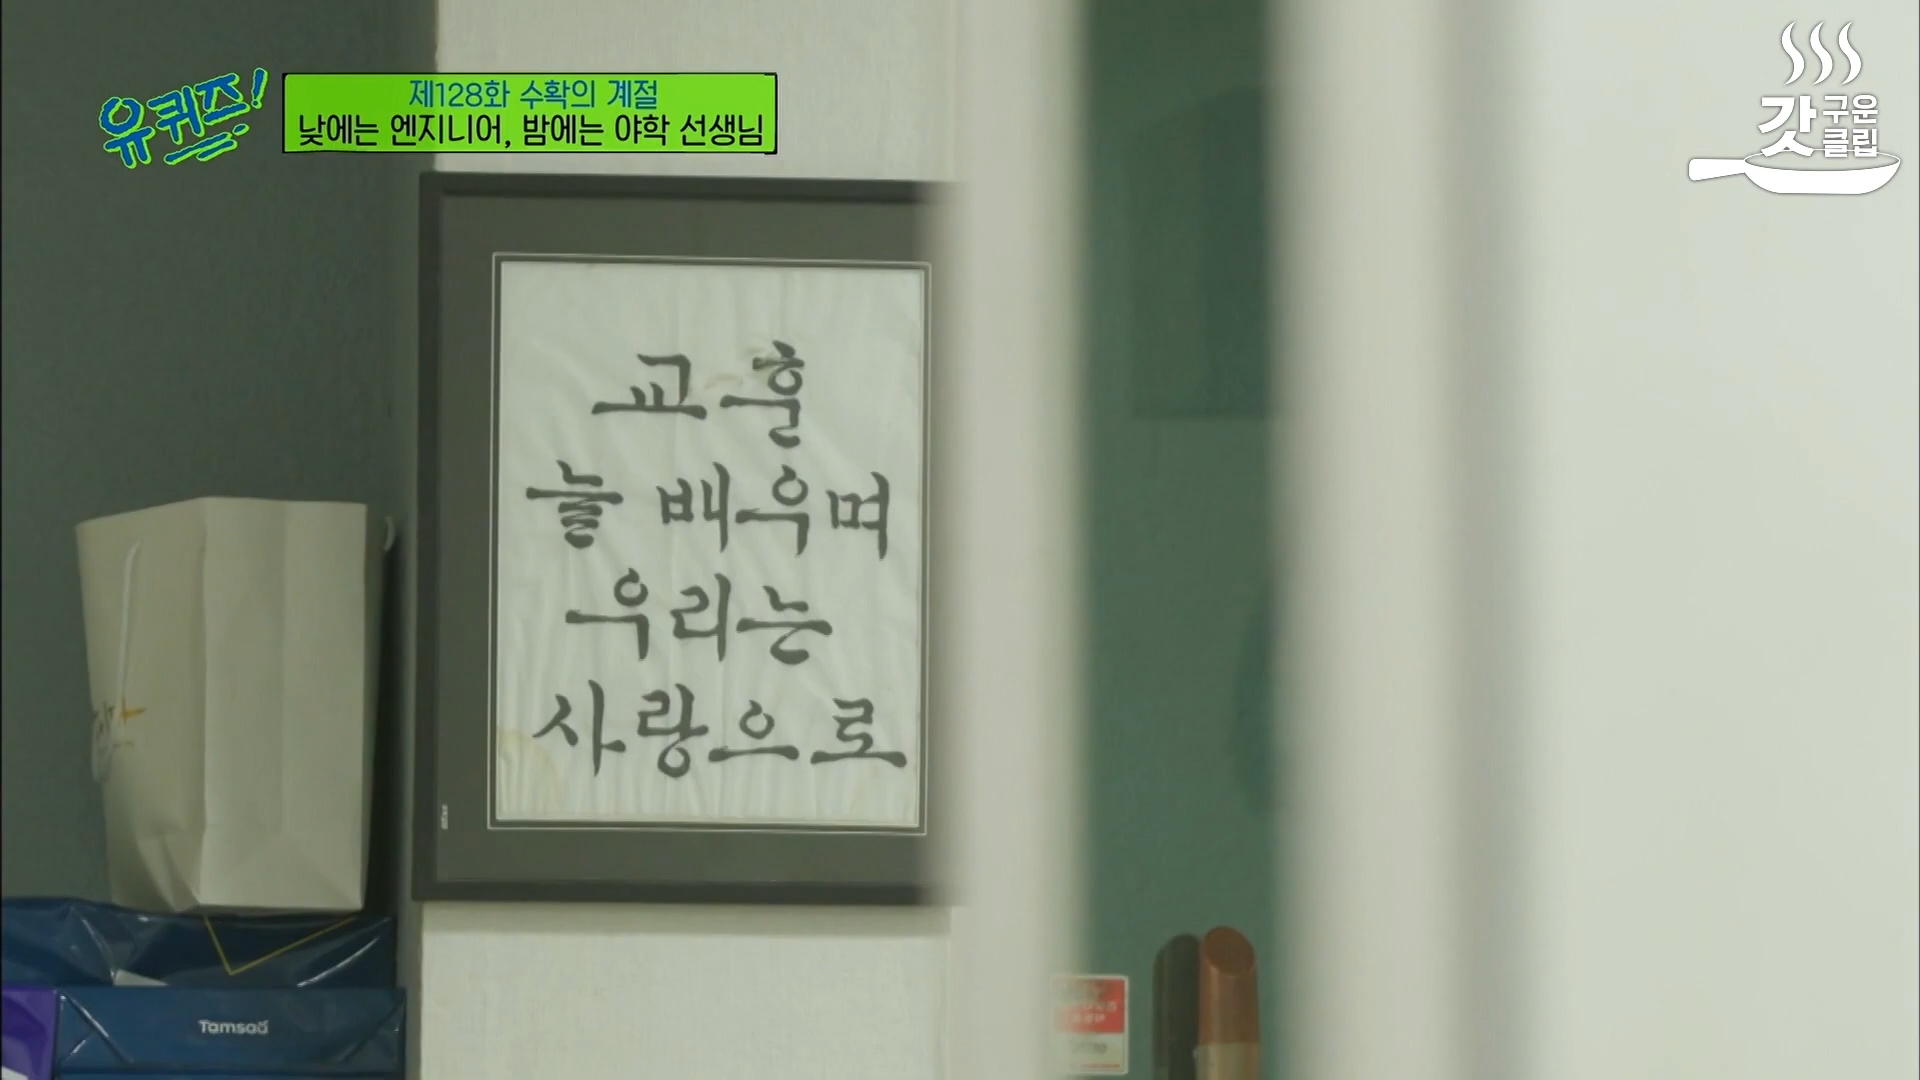 유퀴즈!
제128화 수확의 계절
낮에는 엔지니어, 밤에는 야학 선생님
갓구운클립
교훈
늘 배우며
우리는
사랑으로
Tamsaa